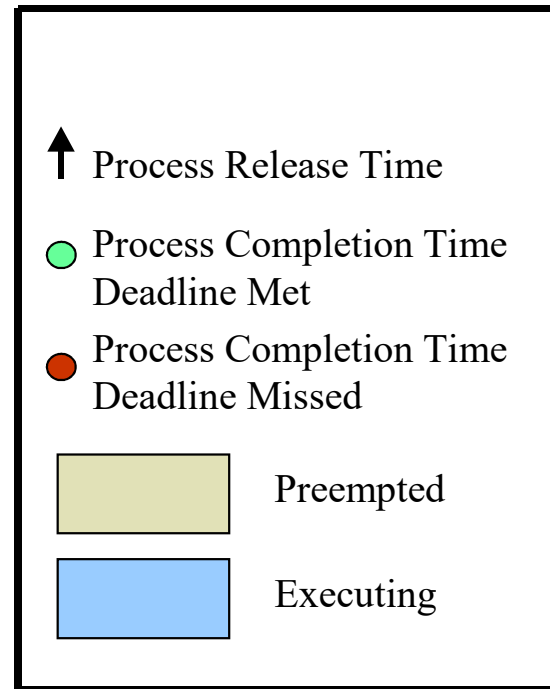 Process Release Time
Process Completion Time
Deadline Met
Process Completion Time
Deadline Missed
Preempted
Executing